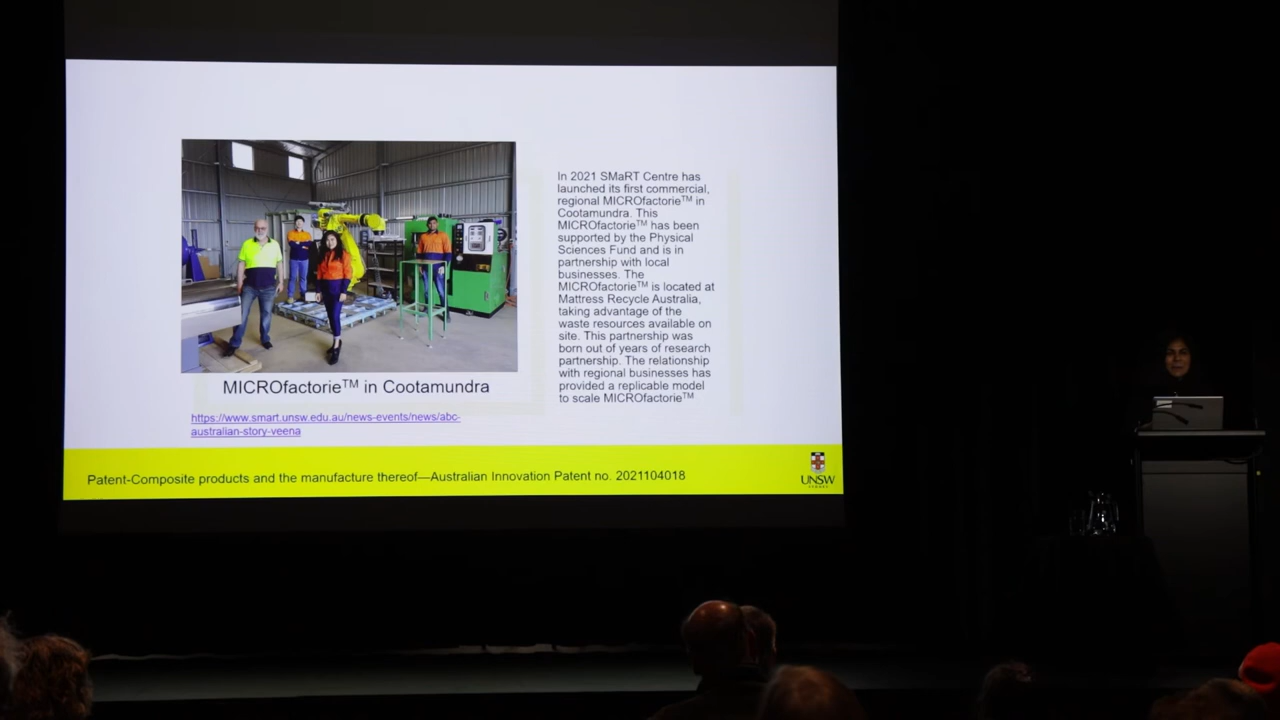 In 2021 SMaRT Centre has
launched its first commercial,
regional MICROfactorie™ in
Cootamundra. This
MICROfactorie™ has been
supported by the Physical
Sciences Fund and is in
partnership with local
businesses. The
MICROfactorie™ is located at
Mattress Recycle Australia,
taking advantage of the
waste resources available on
site. This partnership was
born out of years of research
partnership. The relationship
with regional businesses has
provided a replicable model
to scale MICROfactorie™
MICROfactorie™ in Cootamundra
https://www.smart.unsw.edu.au/news-events/news/abc-
australian-story-veena
Patent-Composite products and the manufacture thereof—Australian Innovation Patent no. 2021104018
UNSW
SYDNEY